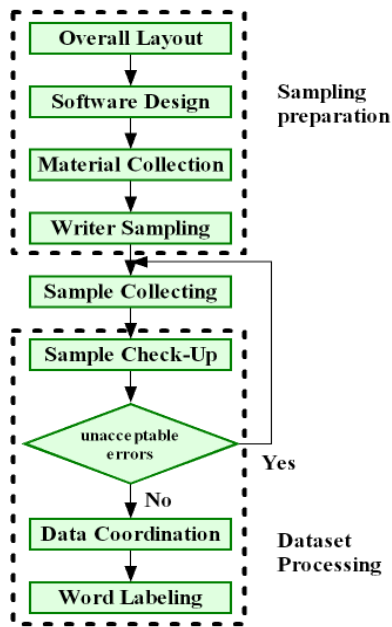 Overall Layout
Software Design
Sampling
preparation
Material Collection
Writer Sampling
Sample Collecting
Sample Check-Up
unacceptable
errors
Yes
No
Data Coordination
Dataset
Processing
Word Labeling